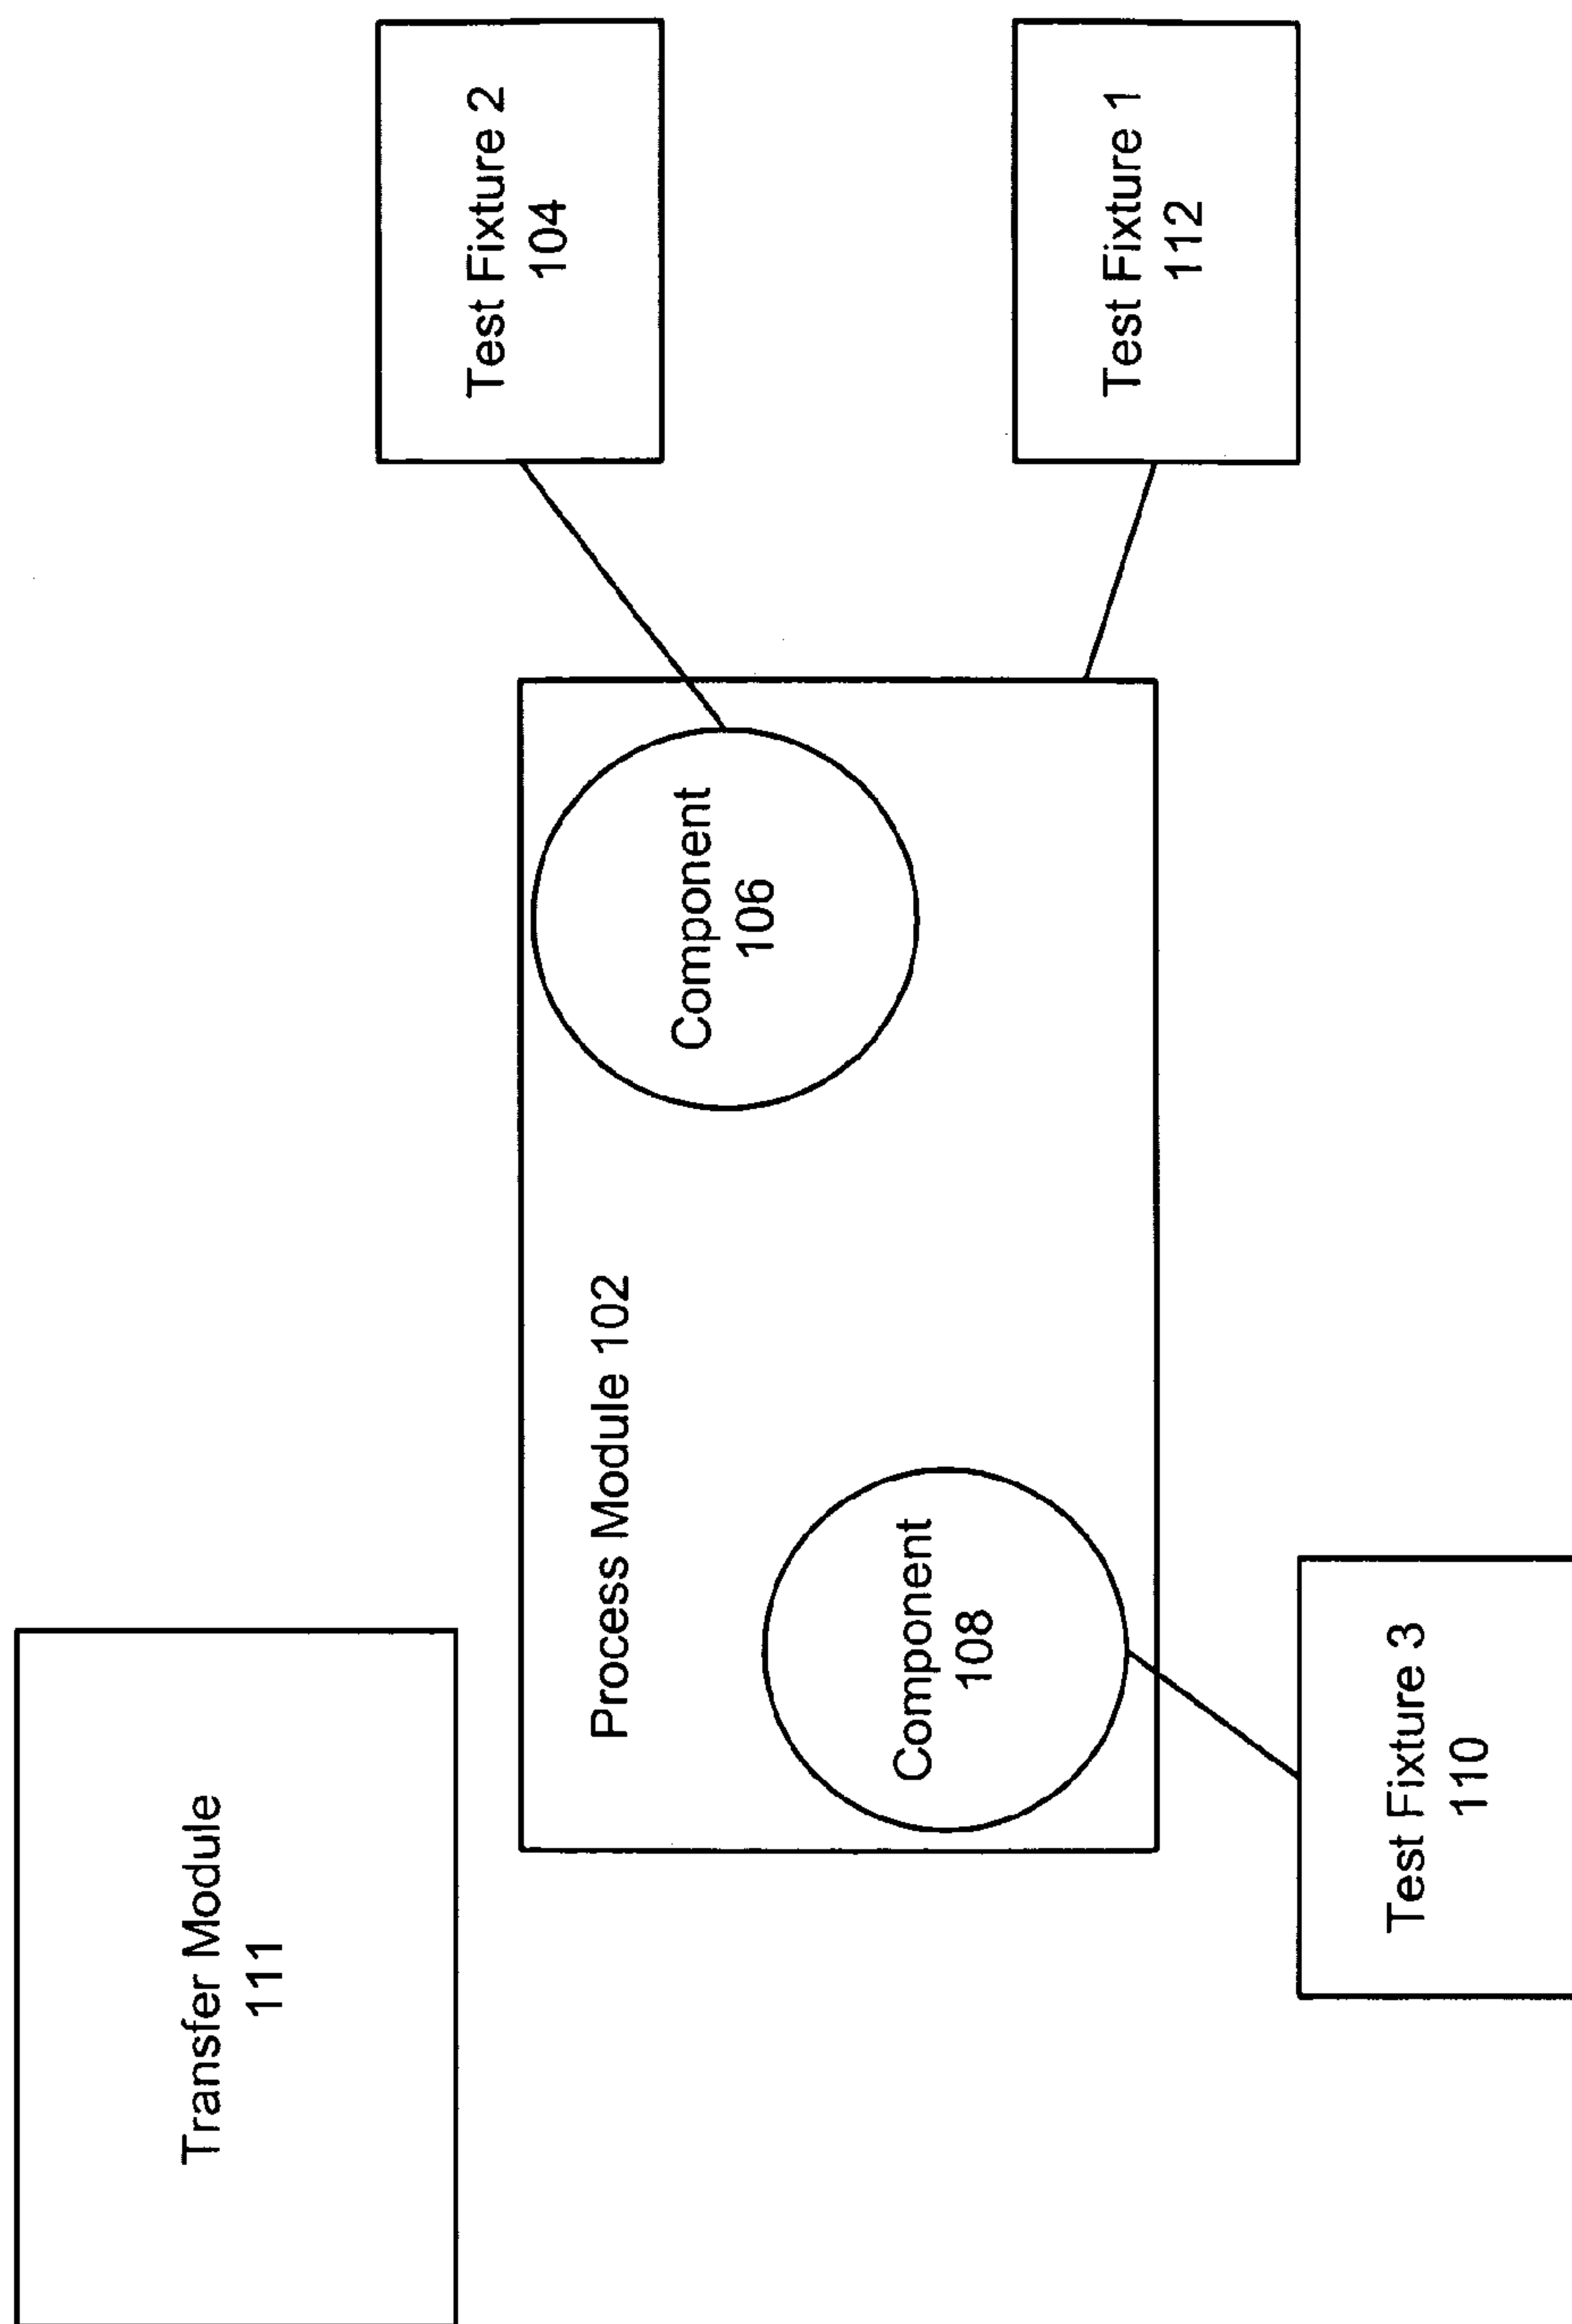 Transfer Module
111
Process Module 102
Component
108
Component
106
Test Fixture 2
104
Test Fixture 1
112
Test Fixture 3
110